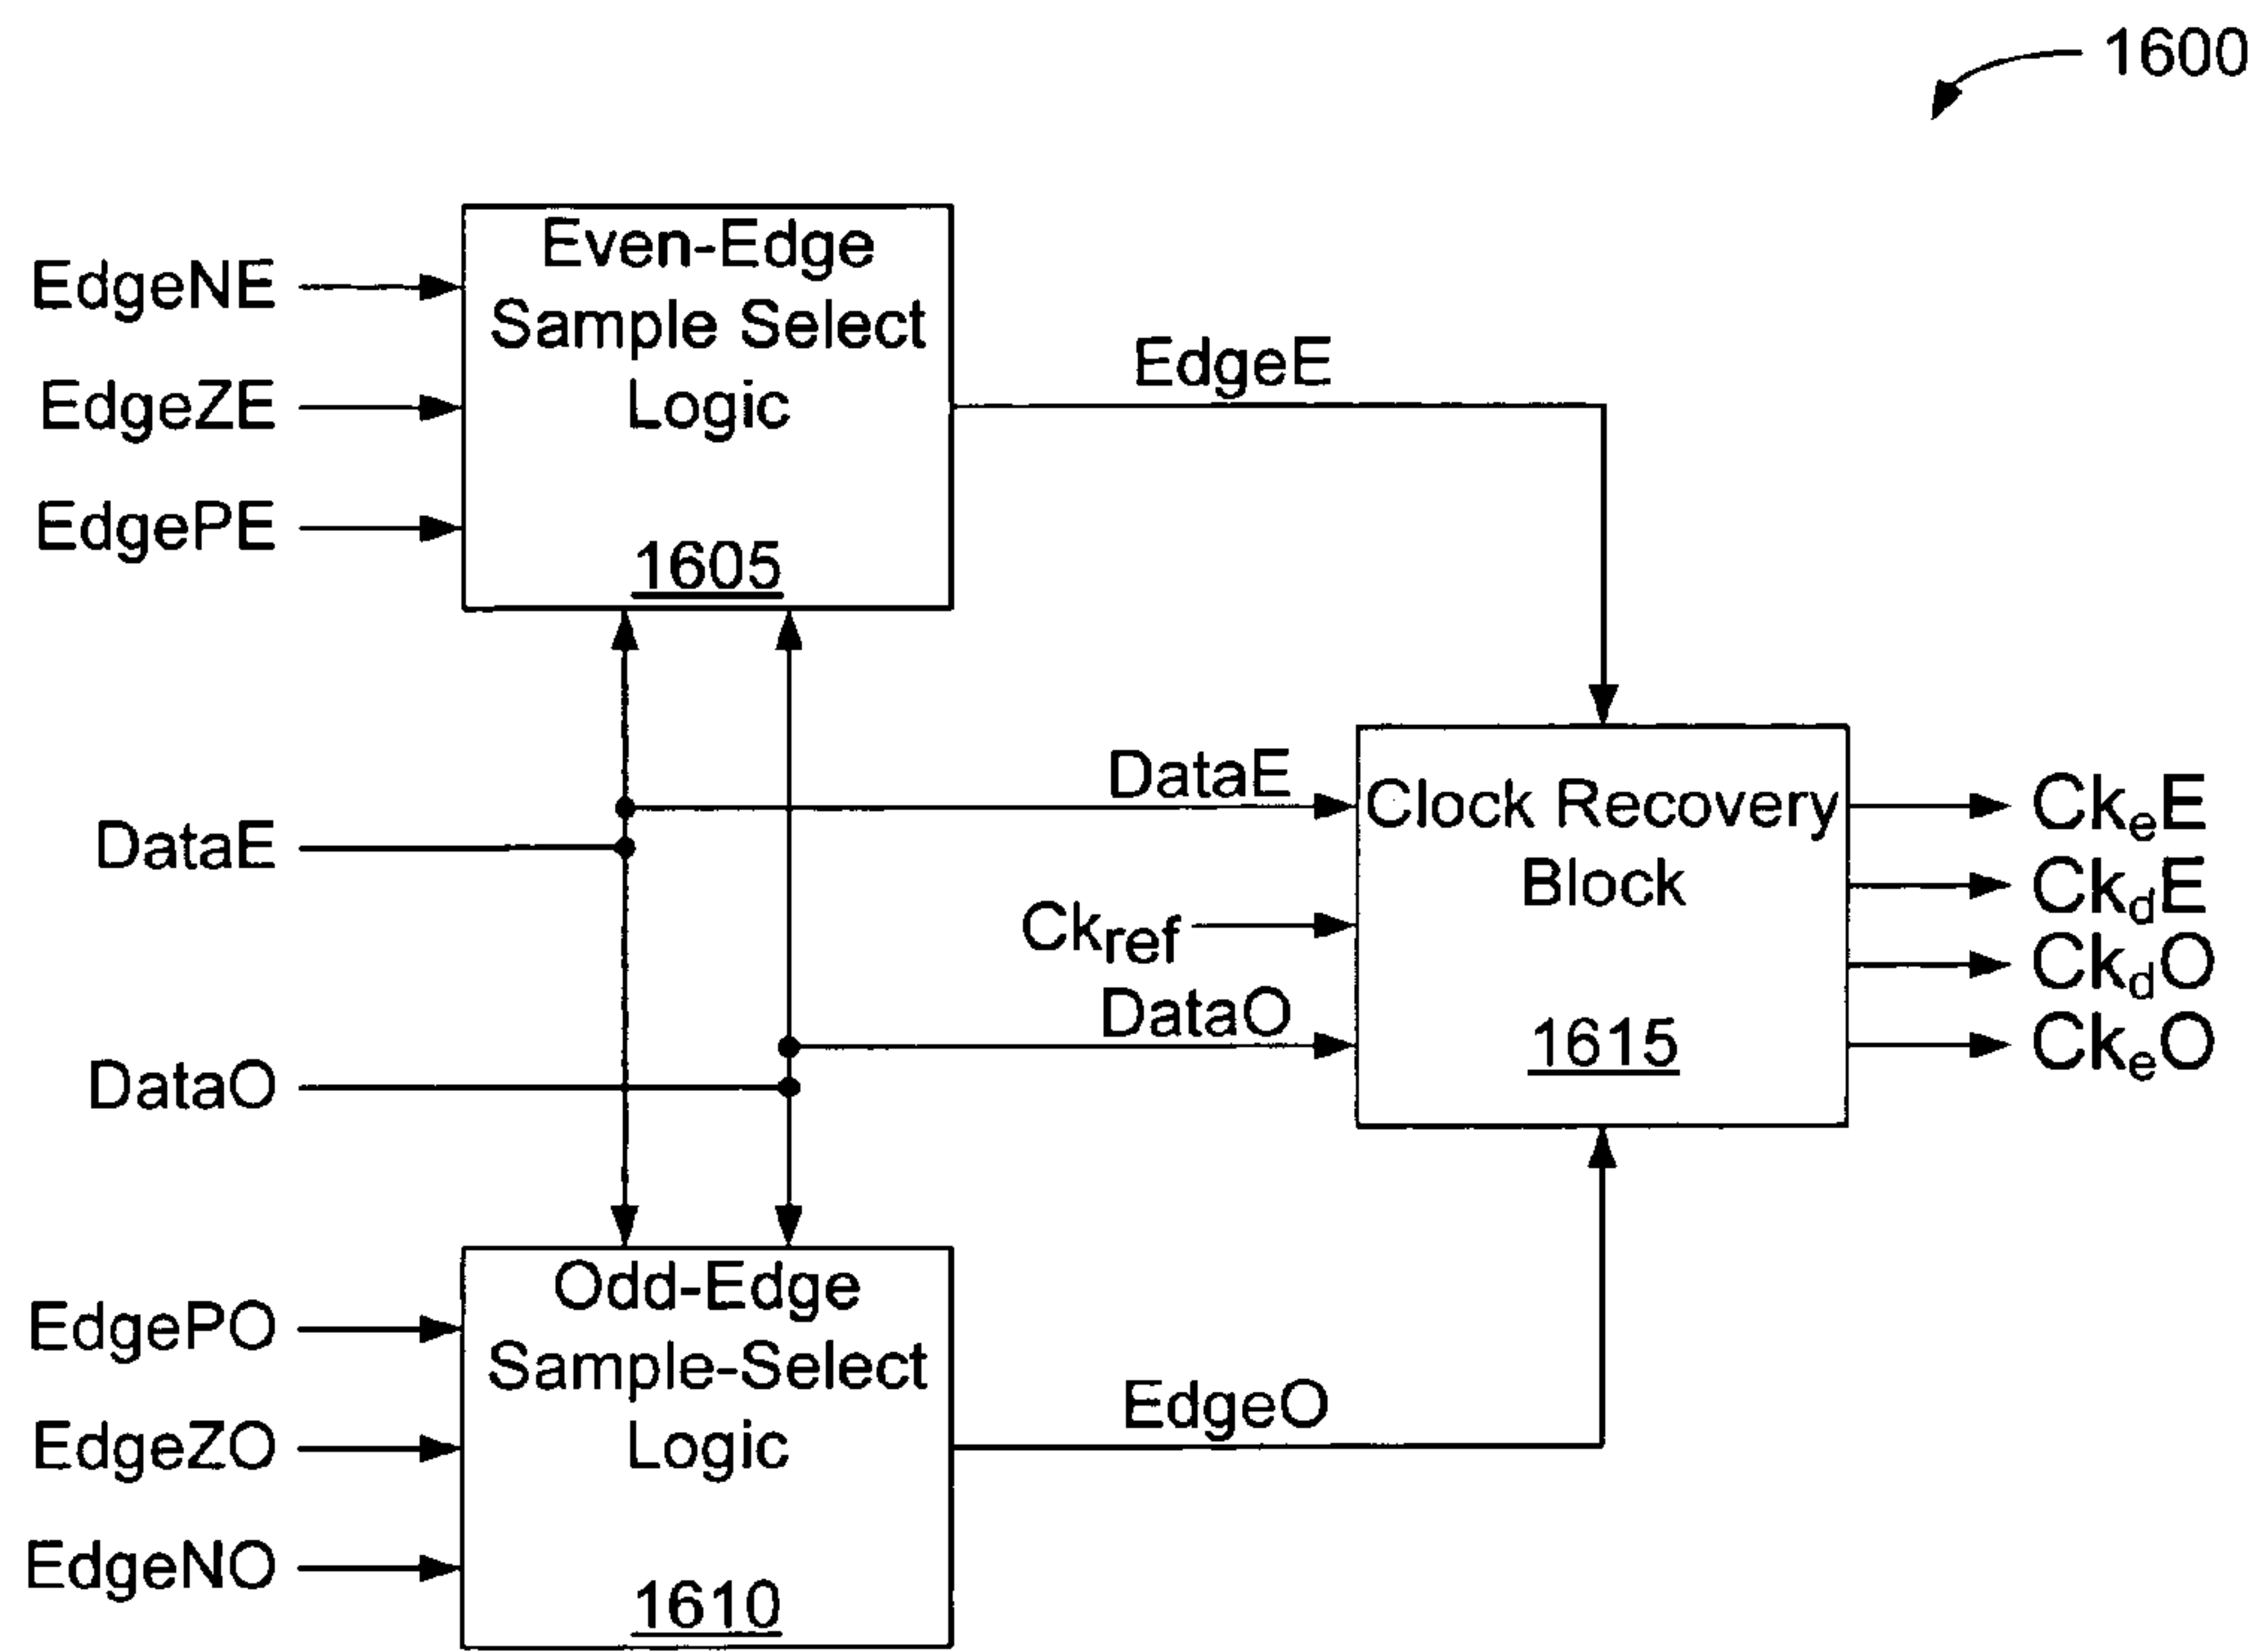 1600
Even-Edge
Sample Select
Logic
1605
EdgeNE
EdgeZE
EdgePE
EdgeE
DataE
DataO
DataE
Ckref
DataO
Clock Recovery
Block
1615
CkeE
CkdE
CkdO
CkeO
Odd-Edge
Sample-Select
Logic
1610
EdgePO
EdgeZO
EdgeNO
EdgeO